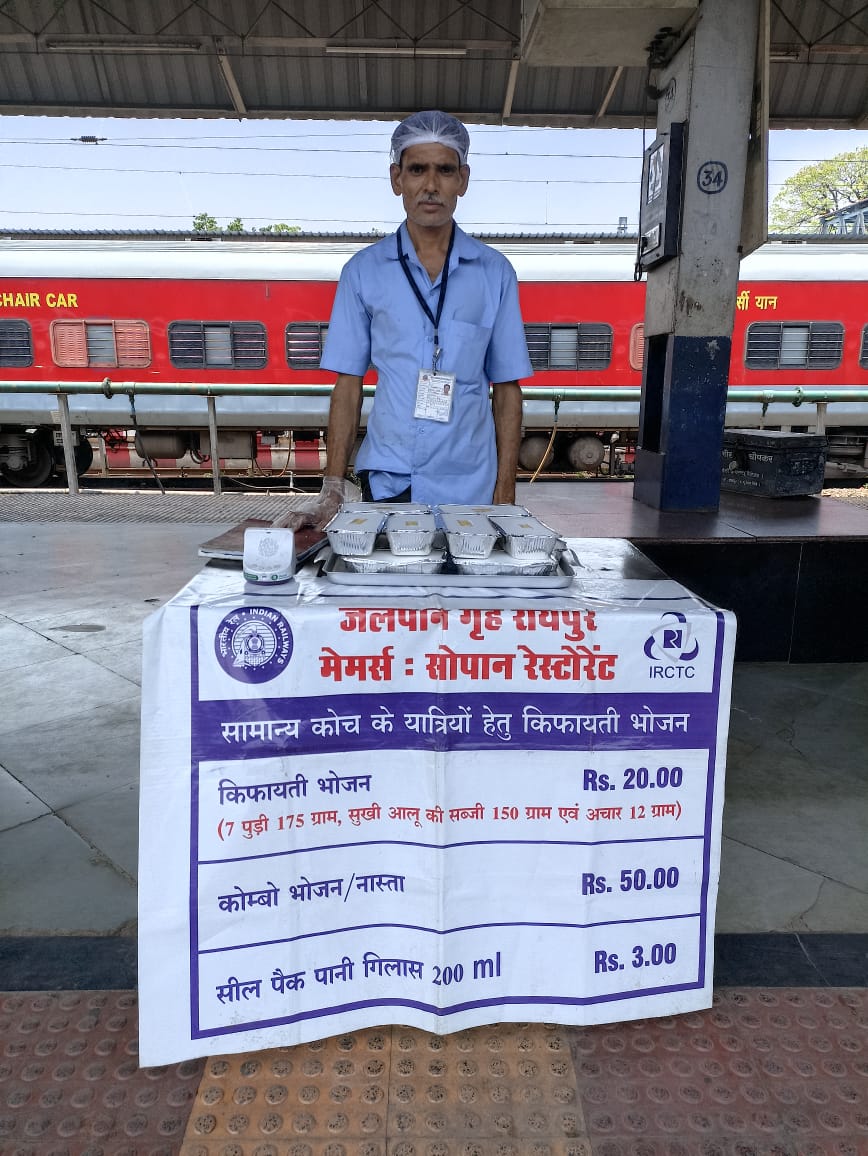 CHAIR CAR
34
र्सी यान
भारतीय रेल • INDIAN RAILWAYS
जलपान गृह रायपुर
मेमर्स : सोपान रेस्टोरेंट
IRCTC
सामान्य कोच के यात्रियों हेतु किफायती भोजन
किफायती भोजन Rs. 20.00
(7 पुड़ी 175 ग्राम, सुखी आलू की सब्जी 150 ग्राम एवं अचार 12 ग्राम)
कोम्बो भोजन/नास्ता Rs. 50.00
सील पैक पानी गिलास 200 ml Rs. 3.00